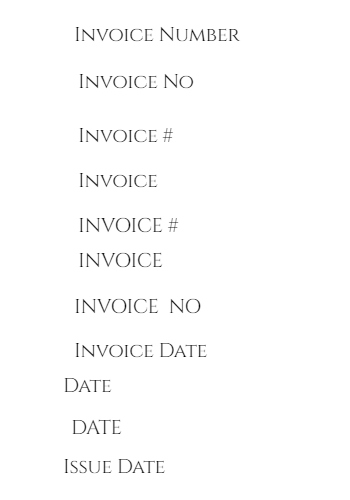 Invoice Number
Invoice No
Invoice #
Invoice
INVOICE #
INVOICE
INVOICE NO
Invoice Date
Date
DATE
Issue Date